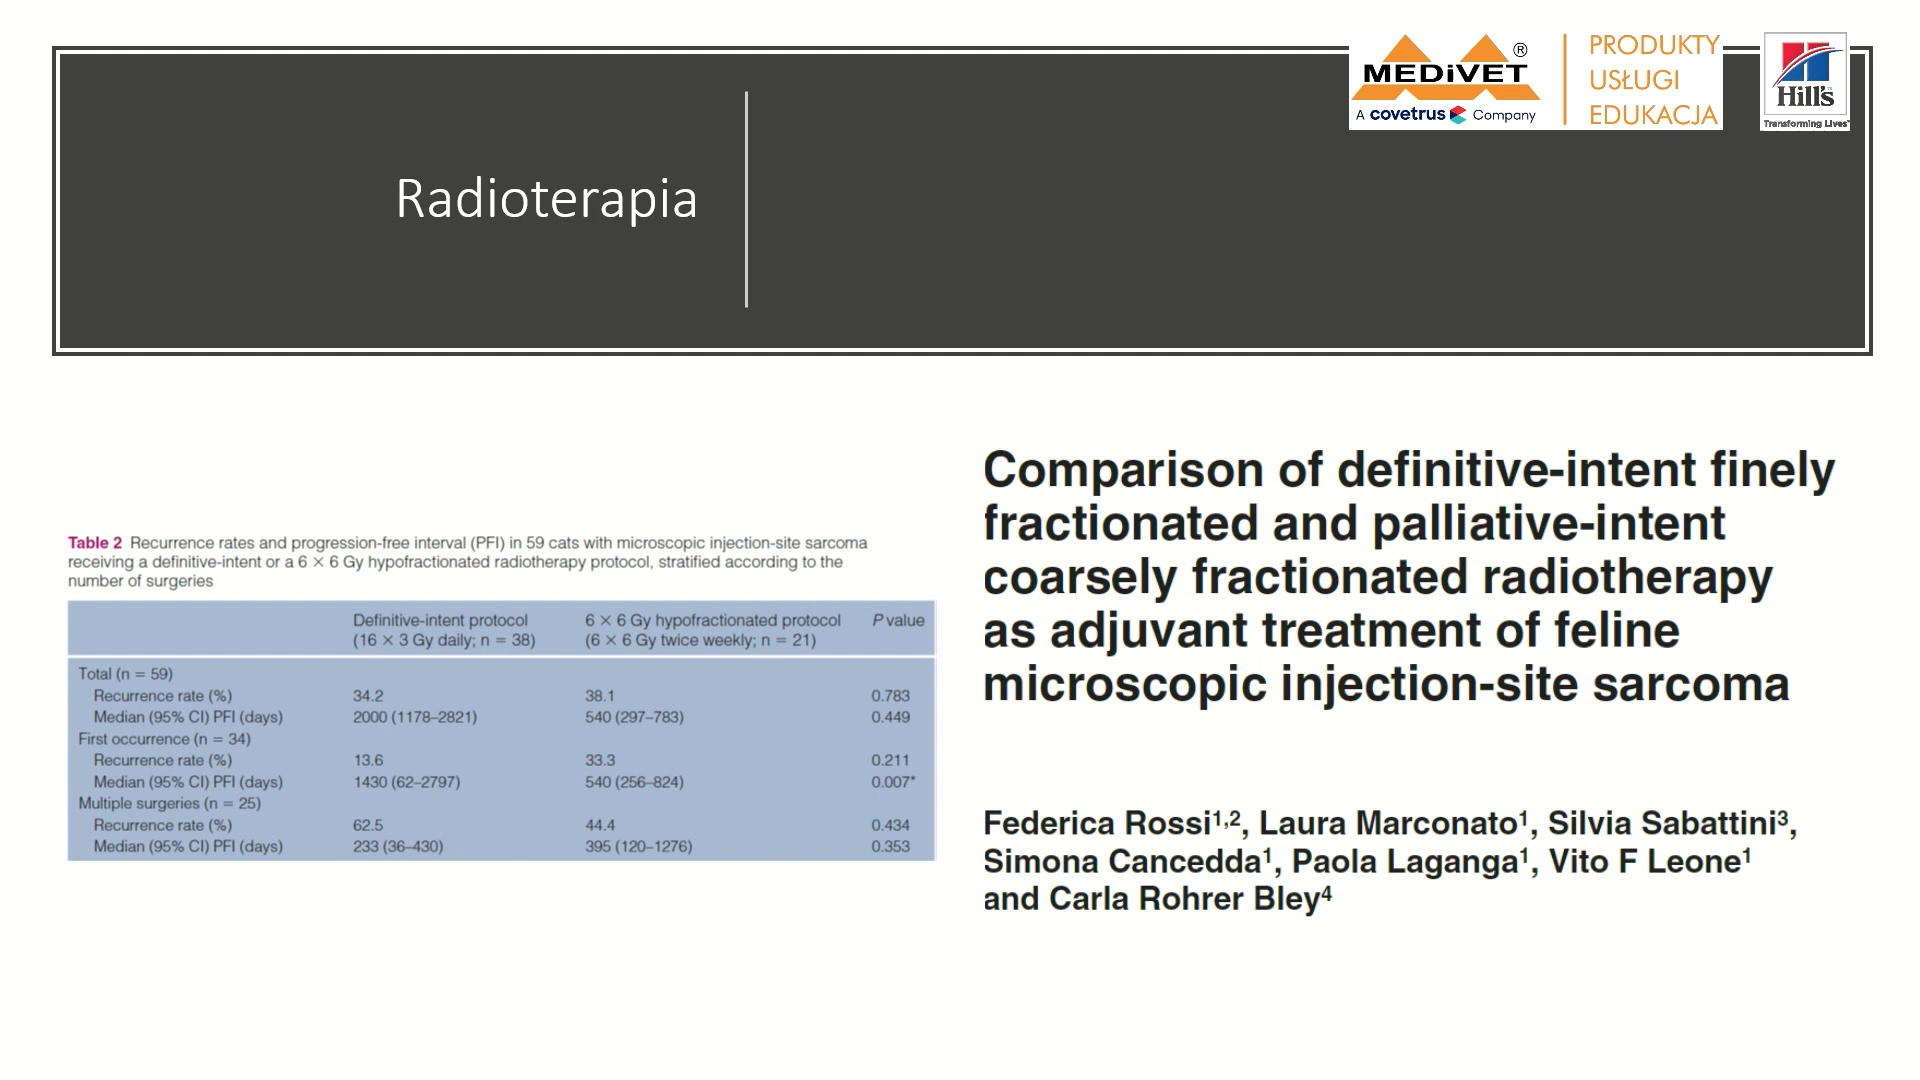 MEDiVET®
A covetrus Company
PRODUKTY
USŁUGI
EDUKACJA
Hill's
Transforming Lives™
Radioterapia
Table 2 Recurrence rates and progression-free interval (PFI) in 59 cats with microscopic injection-site sarcoma
receiving a definitive-intent or a 6 × 6 Gy hypofractionated radiotherapy protocol, stratified according to the
number of surgeries
Definitive-intent protocol 6 × 6 Gy hypofractionated protocol P value
(16 × 3 Gy daily; n = 38) (6 × 6 Gy twice weekly; n = 21)
Total (n = 59)
Recurrence rate (%) 34.2 38.1 0.783
Median (95% CI) PFI (days) 2000 (1178–2821) 540 (297–783) 0.449
First occurrence (n = 34)
Recurrence rate (%) 13.6 33.3 0.211
Median (95% CI) PFI (days) 1430 (62–2797) 540 (256–824) 0.007*
Multiple surgeries (n = 25)
Recurrence rate (%) 62.5 44.4 0.434
Median (95% CI) PFI (days) 233 (36–430) 395 (120–1276) 0.353
Comparison of definitive-intent finely
fractionated and palliative-intent
coarsely fractionated radiotherapy
as adjuvant treatment of feline
microscopic injection-site sarcoma
Federica Rossi1,2, Laura Marconato1, Silvia Sabattini3,
Simona Cancedda1, Paola Laganga1, Vito F Leone1
and Carla Rohrer Bley4